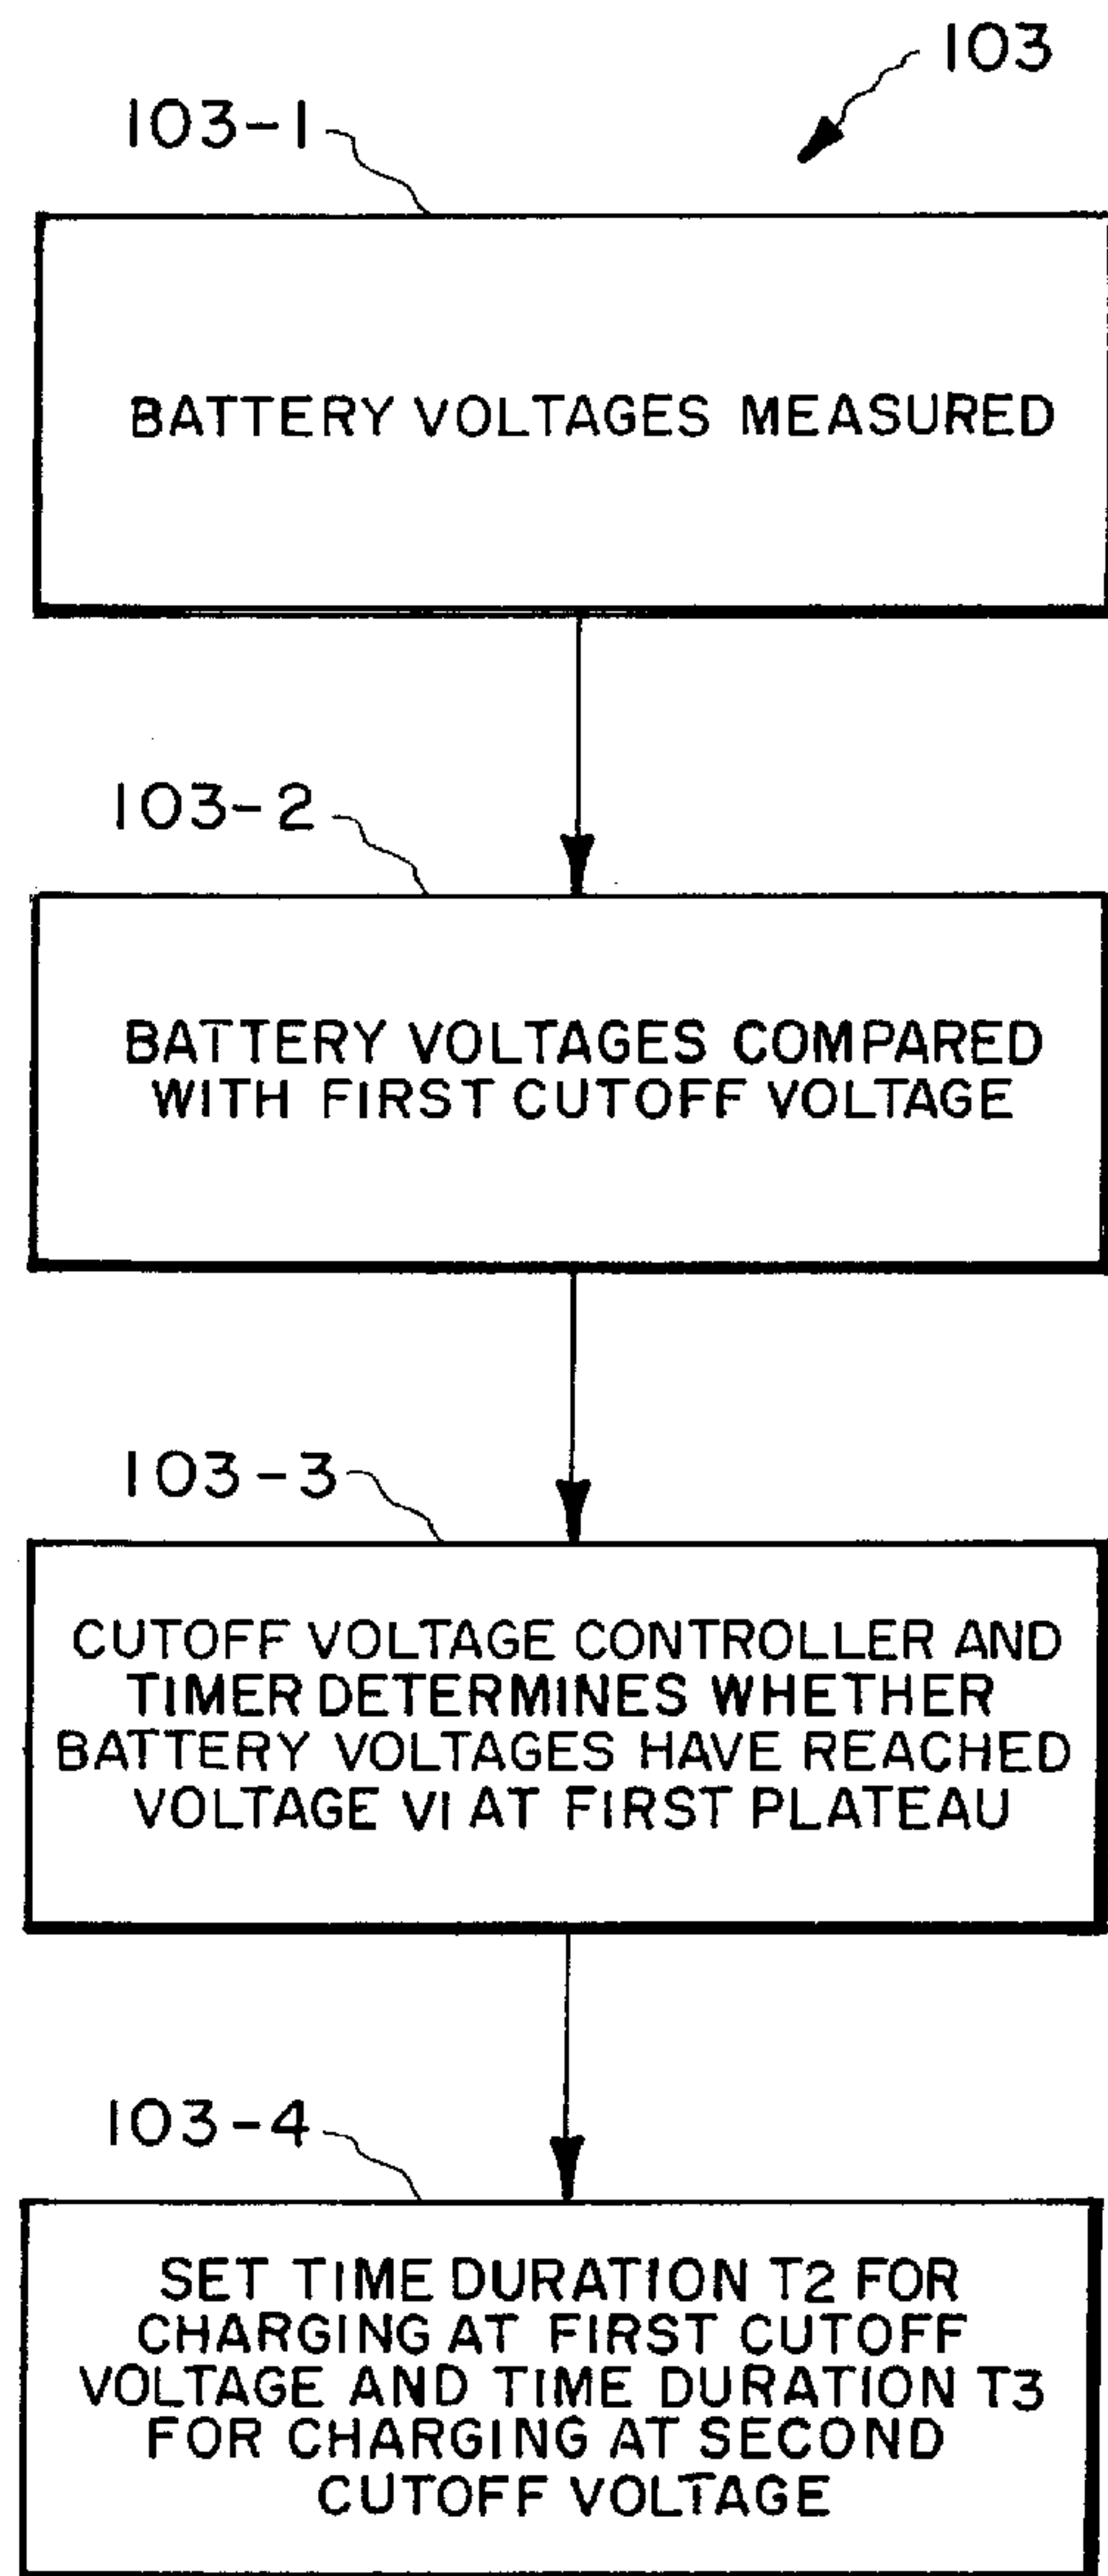 103
103-1
BATTERY VOLTAGES MEASURED
103-2
BATTERY VOLTAGES COMPARED
WITH FIRST CUTOFF VOLTAGE
103-3
CUTOFF VOLTAGE CONTROLLER AND
TIMER DETERMINES WHETHER
BATTERY VOLTAGES HAVE REACHED
VOLTAGE V1 AT FIRST PLATEAU
103-4
SET TIME DURATION T2 FOR
CHARGING AT FIRST CUTOFF
VOLTAGE AND TIME DURATION T3
FOR CHARGING AT SECOND
CUTOFF VOLTAGE